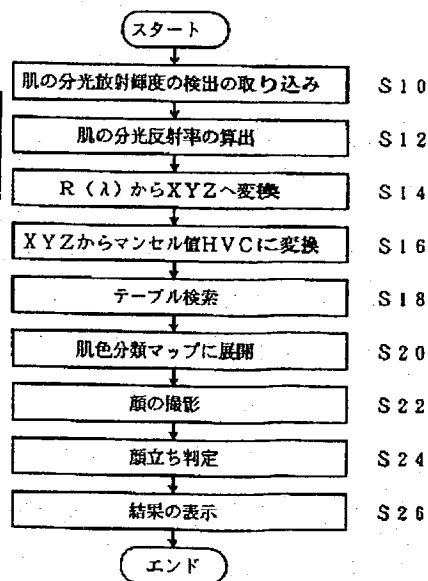 スタート
肌の分光放射輝度の検出の取り込み S10
肌の分光反射率の算出 S12
R(λ)からXYZへ変換 S14
XYZからマンセル値HVCに変換 S16
テーブル検索 S18
肌色分類マップに展開 S20
顔の撮影 S22
顔立ち判定 S24
結果の表示 S26
エンド